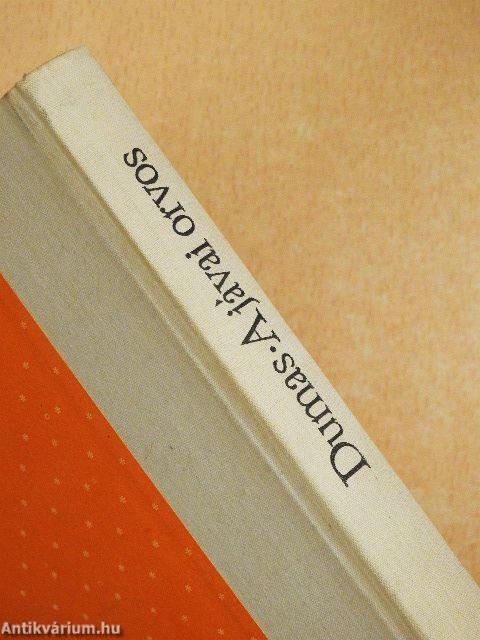 Dumas • A jávai orvos
Antikvárium.hu